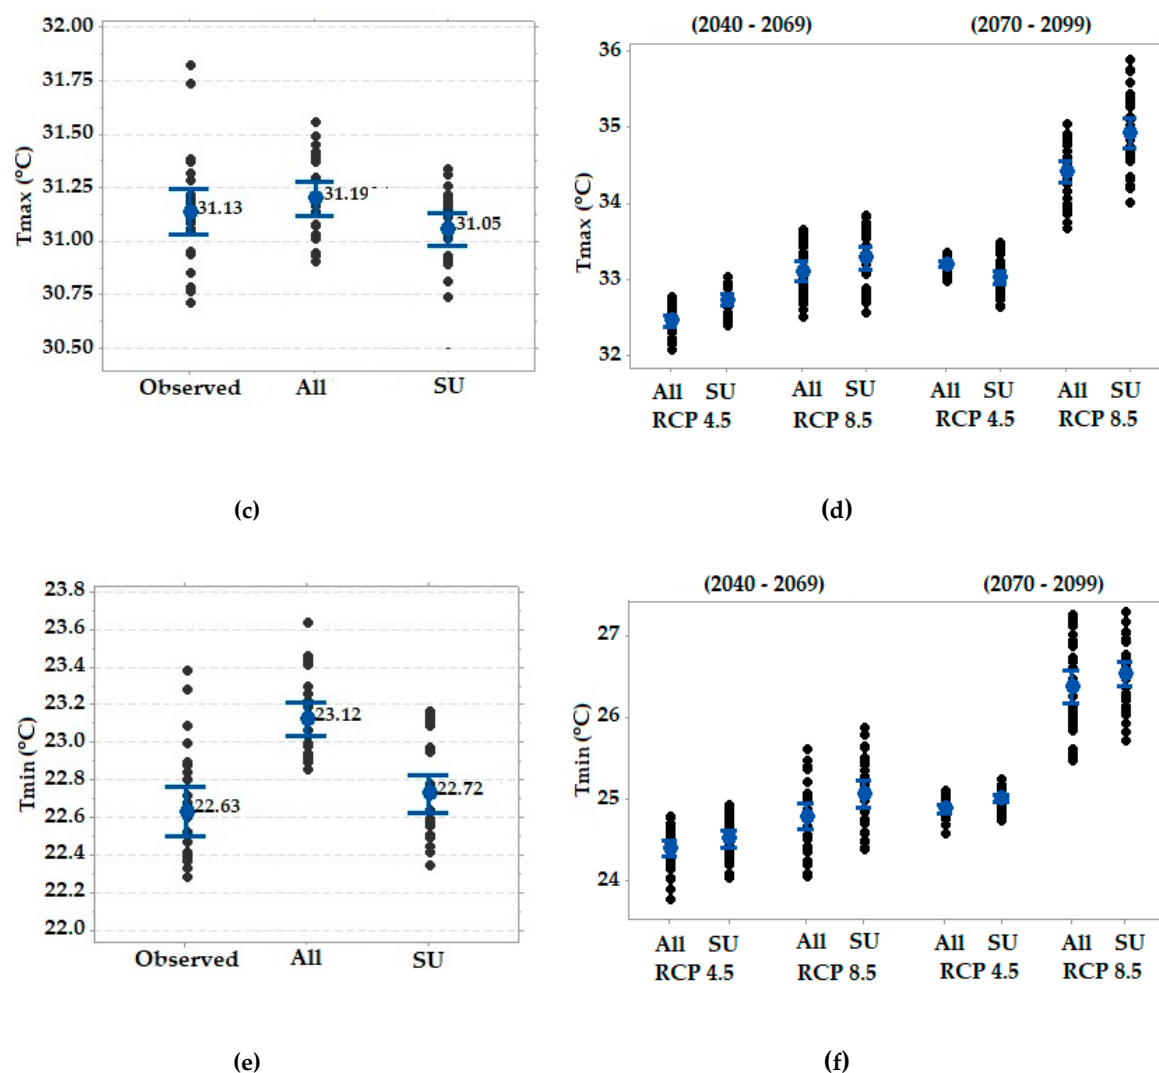 32.00
31.75
31.50
31.25
31.00
30.75
30.50
Tmax (°C)
31.13
31.19
31.05
Observed All SU
(c)
(2040 - 2069) (2070 - 2099)
36
35
34
33
32
Tmax (°C)
All SU All SU All SU All SU
RCP 4.5 RCP 8.5 RCP 4.5 RCP 8.5
(d)
23.8
23.6
23.4
23.2
23.0
22.8
22.6
22.4
22.2
22.0
Tmin (°C)
22.63
23.12
22.72
Observed All SU
(e)
(2040 - 2069) (2070 - 2099)
27
26
25
24
Tmin (°C)
All SU All SU All SU All SU
RCP 4.5 RCP 8.5 RCP 4.5 RCP 8.5
(f)